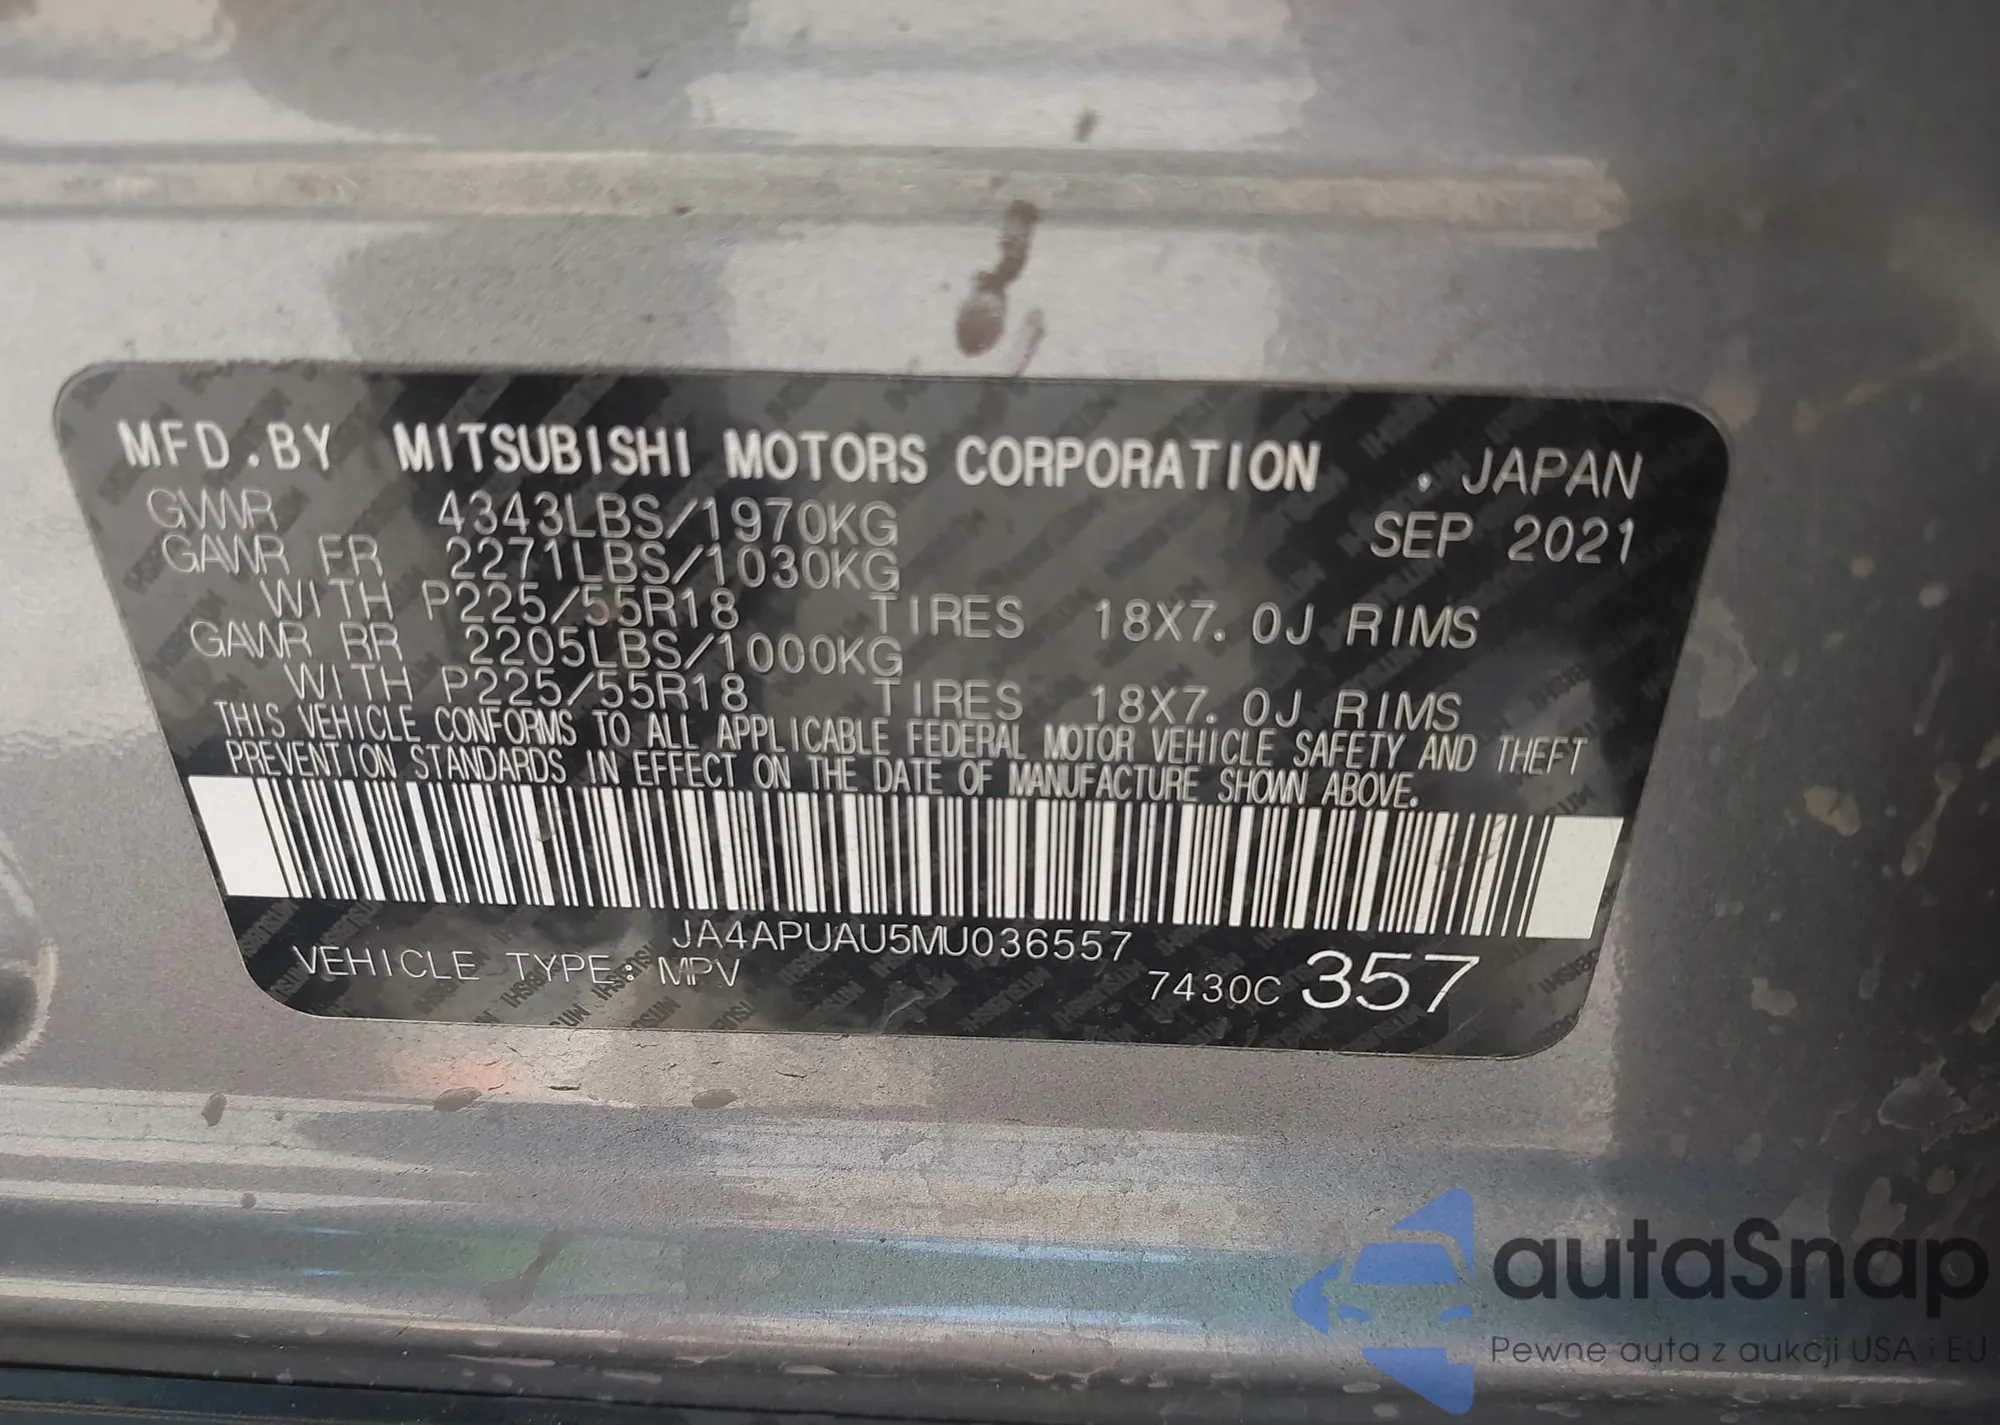 MFD.BY MITSUBISHI MOTORS CORPORATION . JAPAN
GVWR 4343LBS/1970KG SEP 2021
GAWR FR 2271LBS/1030KG
WITH P225/55R18 TIRES 18X7.0J RIMS
GAWR RR 2205LBS/1000KG
WITH P225/55R18 TIRES 18X7.0J RIMS
THIS VEHICLE CONFORMS TO ALL APPLICABLE FEDERAL MOTOR VEHICLE SAFETY AND THEFT
PREVENTION STANDARDS IN EFFECT ON THE DATE OF MANUFACTURE SHOWN ABOVE.
JA4APUAU5MU036557
VEHICLE TYPE: MPV 7430C 357
autaSnap
Pewne auta z aukcji USA i EU